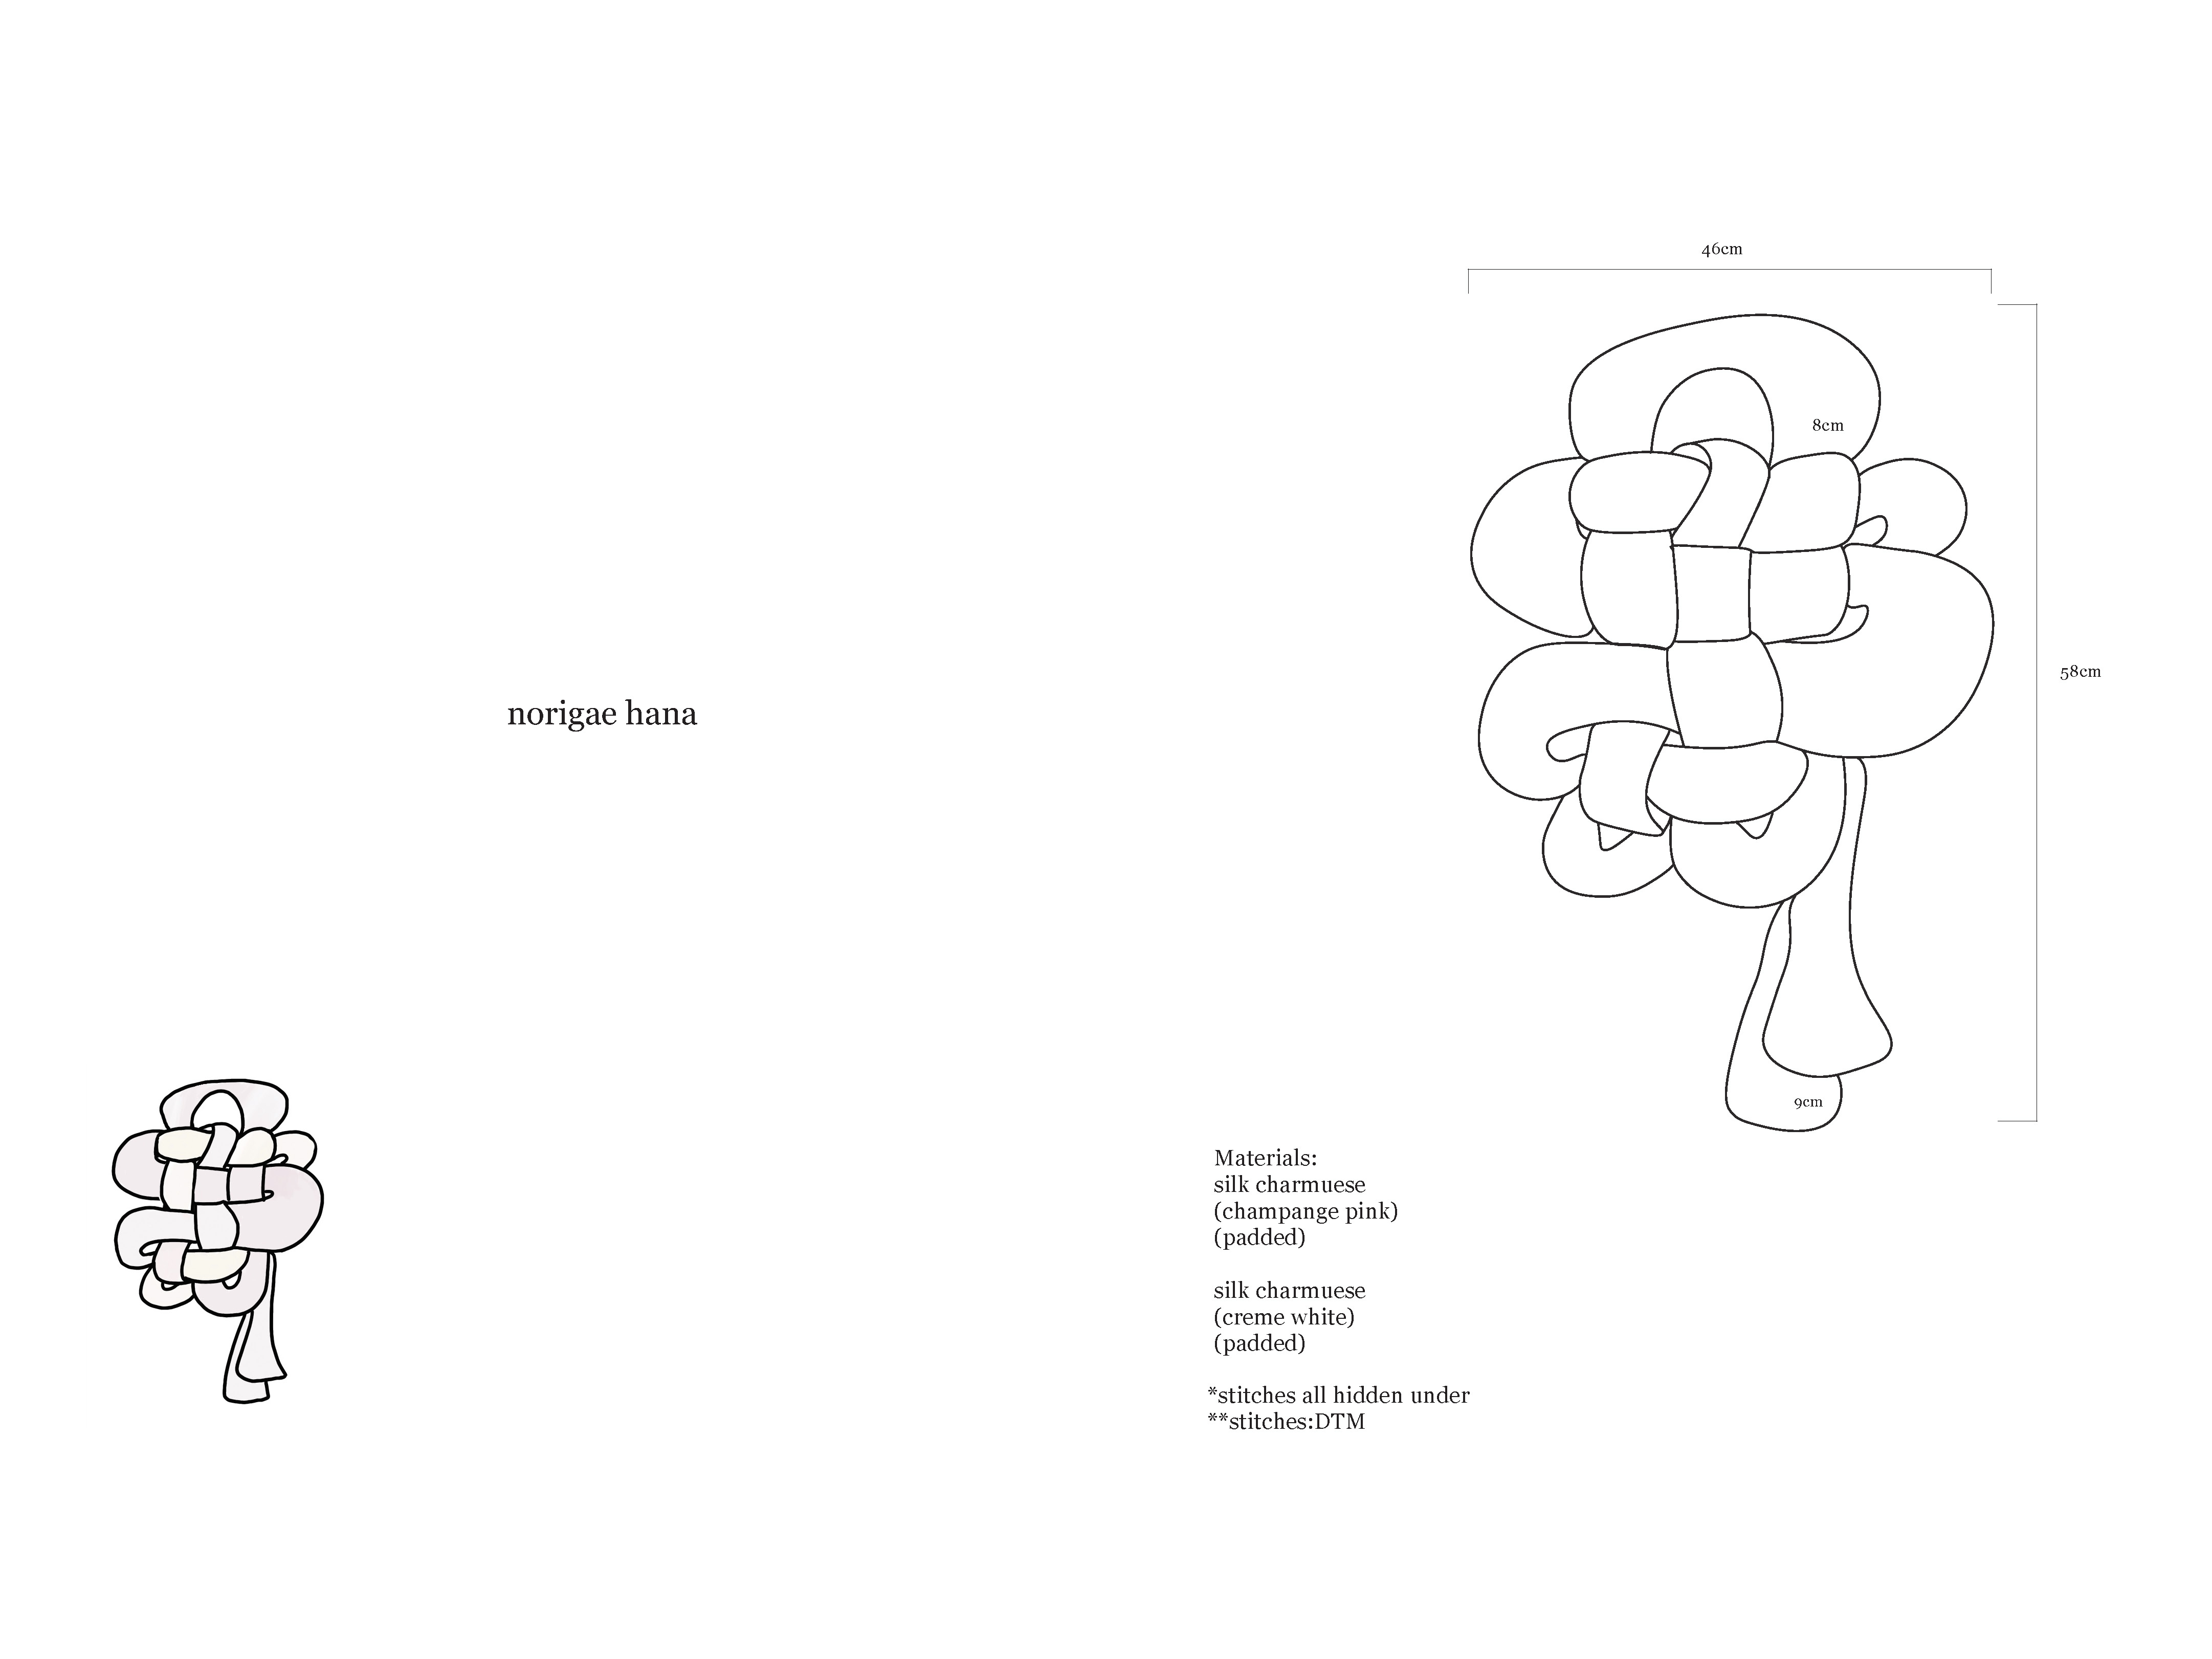 norigae hana
46cm
8cm
58cm
9cm
Materials:
silk charmuese
(champange pink)
(padded)
silk charmuese
(creme white)
(padded)
*stitches all hidden under
**stitches:DTM